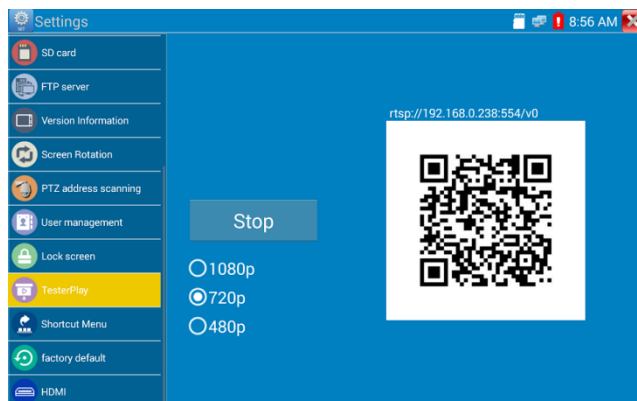 Settings
8:56 AM
SD card
FTP server
Version Information
Screen Rotation
PTZ address scanning
User management
Lock screen
TesterPlay
Shortcut Menu
factory default
HDMI
Stop
1080p
720p
480p
rtsp://192.168.0.238:554/v0